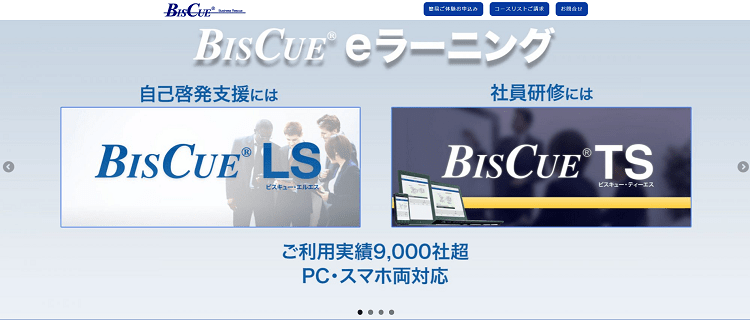 BISCUE® Business Rescue
簡易ご体験お申込み
コースリストご請求
お問合せ
BISCUE® eラーニング
自己啓発支援には
社員研修には
BISCUE® LS
ビスキュー・エルエス
BISCUE® TS
ビスキュー・ティーエス
ご利用実績9,000社超
PC・スマホ両対応